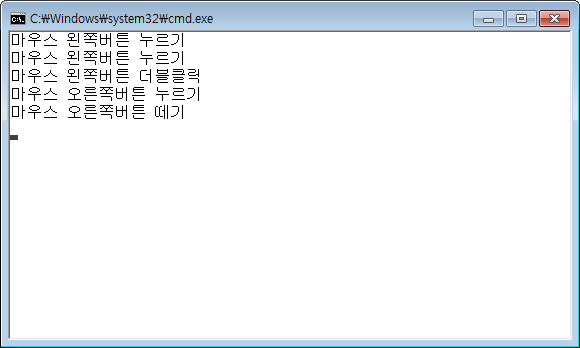 C:₩Windows₩system32₩cmd.exe
마우스 왼쪽버튼 누르기
마우스 왼쪽버튼 누르기
마우스 왼쪽버튼 더블클릭
마우스 오른쪽버튼 누르기
마우스 오른쪽버튼 떼기